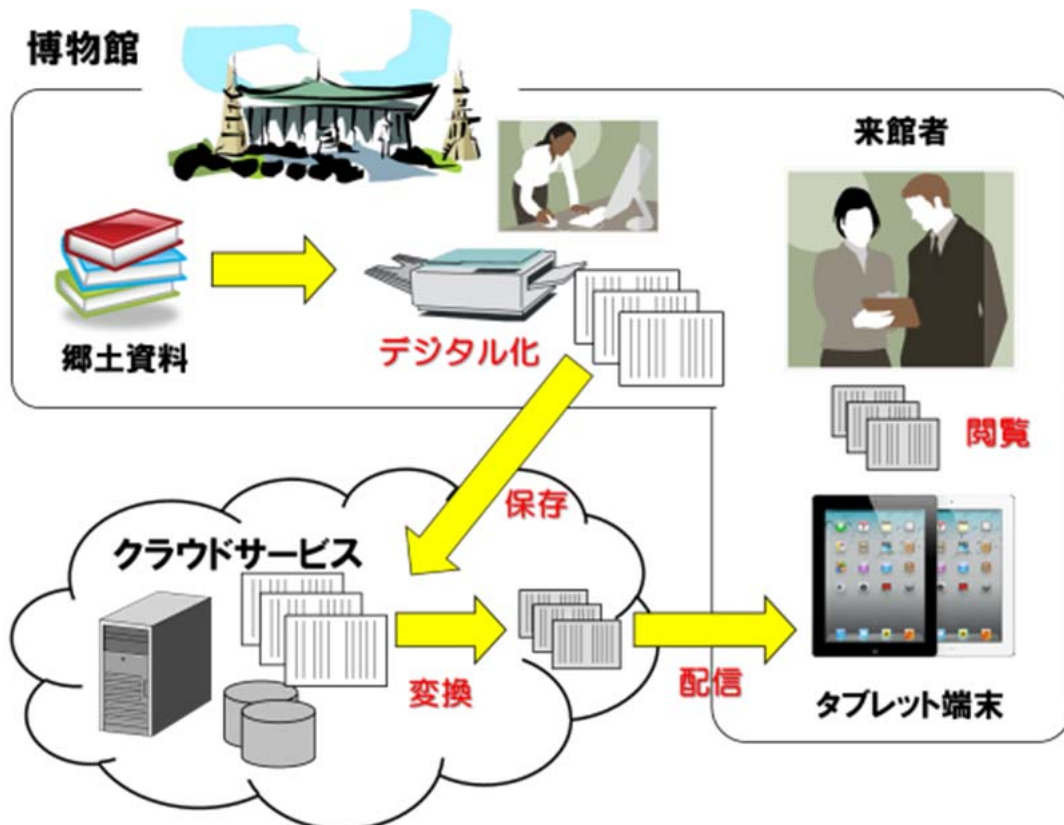 博物館
来館者
郷土資料
デジタル化
閲覧
保存
クラウドサービス
変換
配信
タブレット端末